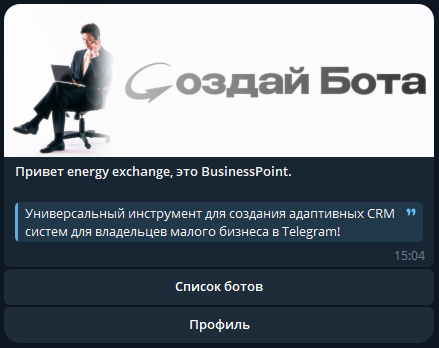 Создай Бота
Привет energy exchange, это BusinessPoint.
Универсальный инструмент для создания адаптивных CRM
систем для владельцев малого бизнеса в Telegram!
15:04
Список ботов
Профиль